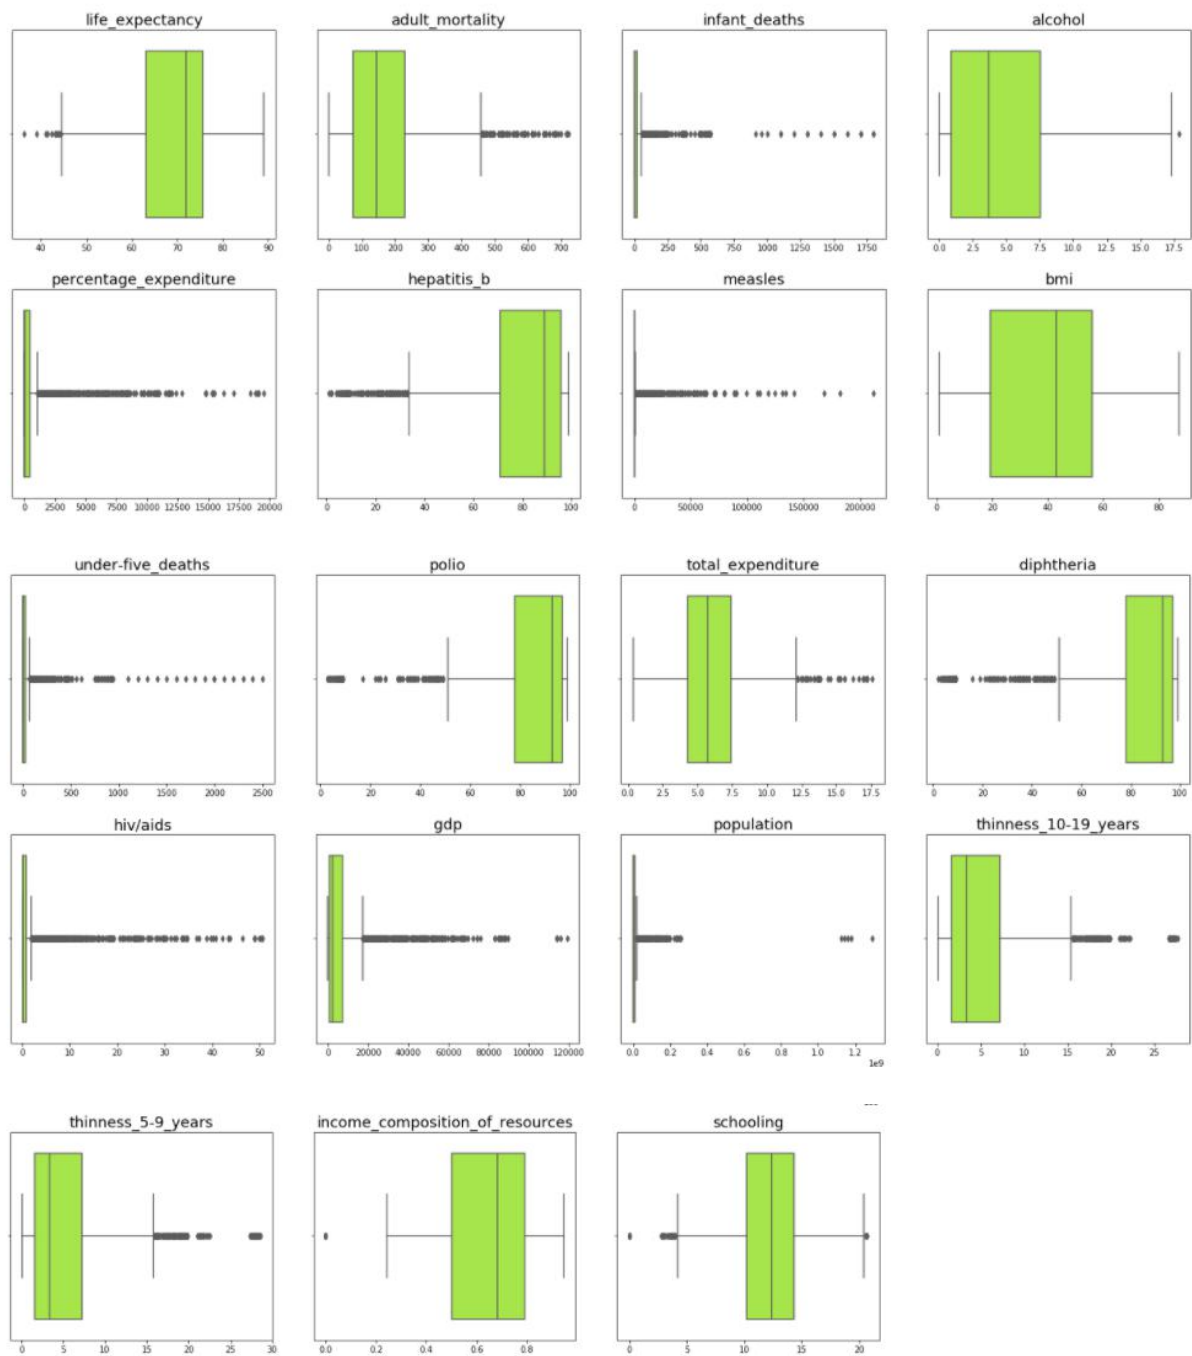 life_expectancy adult_mortality infant_deaths alcohol
40 50 60 70 80 90 0 100 200 300 400 500 600 700 0 250 500 750 1000 1250 1500 1750 0.0 2.5 5.0 7.5 10.0 12.5 15.0 17.5
percentage_expenditure hepatitis_b measles bmi
0 2500 5000 7500 10000 12500 15000 17500 20000 20 40 60 80 100 0 50000 100000 150000 200000 0 20 40 60 80
under-five_deaths polio total_expenditure diphtheria
0 500 1000 1500 2000 2500 0 20 40 60 80 100 0.0 2.5 5.0 7.5 10.0 12.5 15.0 17.5 0 20 40 60 80 100
hiv/aids gdp population thinness_10-19_years
0 10 20 30 40 50 0 20000 40000 60000 80000 100000 120000 0.0 0.2 0.4 0.6 0.8 1.0 1.2 0 5 10 15 20 25
1e9
thinness_5-9_years income_composition_of_resources schooling
0 5 10 15 20 25 30 0.0 0.2 0.4 0.6 0.8 0 5 10 15 20